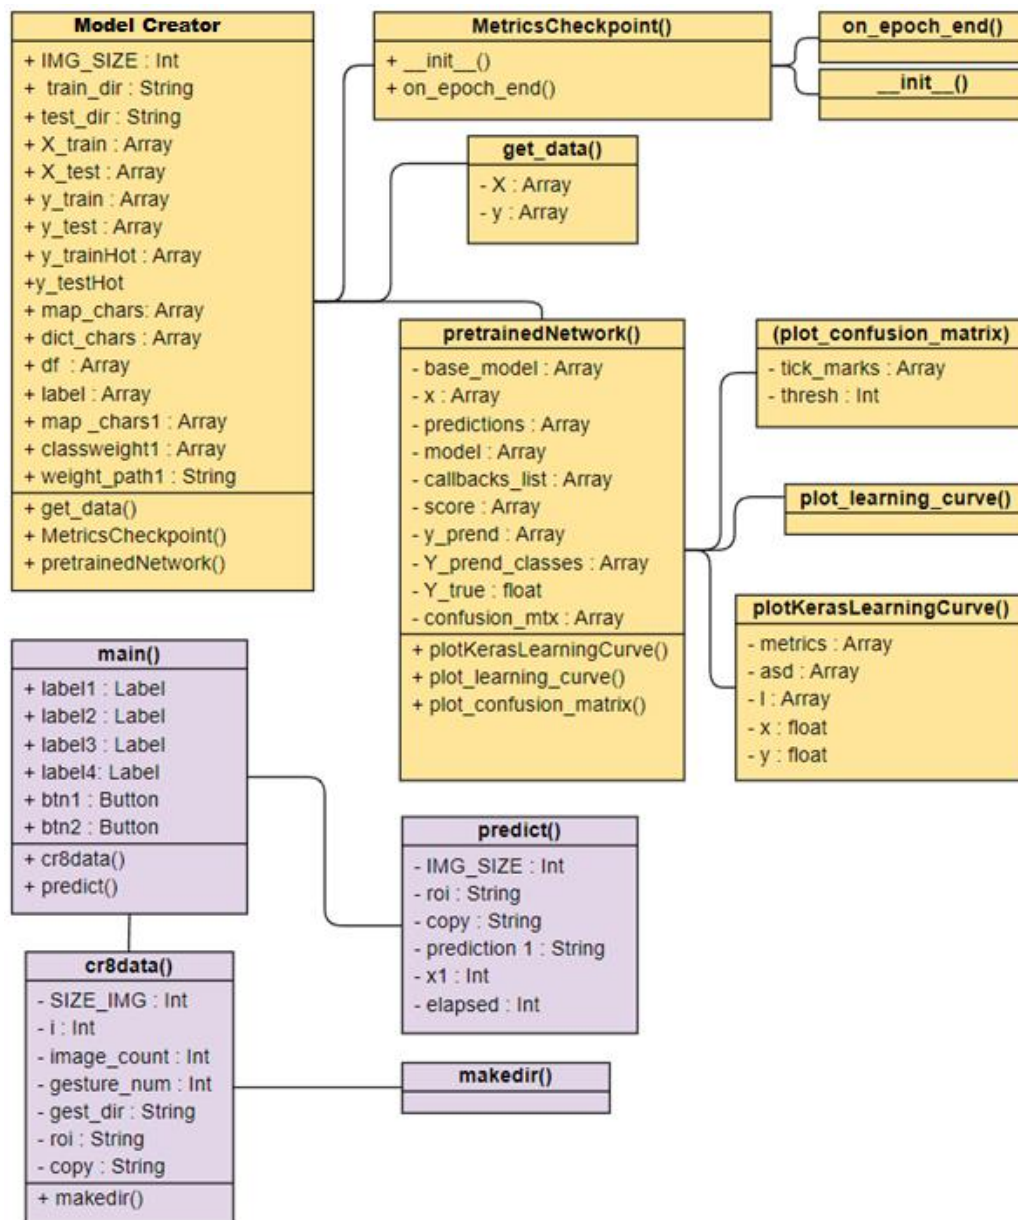 Model Creator
+ IMG_SIZE : Int
+ train_dir : String
+ test_dir : String
+ X_train : Array
+ X_test : Array
+ y_train : Array
+ y_test : Array
+ y_trainHot : Array
+y_testHot
+ map_chars: Array
+ dict_chars : Array
+ df : Array
+ label : Array
+ map _chars1 : Array
+ classweight1 : Array
+ weight_path1 : String
+ get_data()
+ MetricsCheckpoint()
+ pretrainedNetwork()
MetricsCheckpoint()
+ __init__()
+ on_epoch_end()
on_epoch_end()
__init__()
get_data()
- X : Array
- y : Array
pretrainedNetwork()
- base_model : Array
- x : Array
- predictions : Array
- model : Array
- callbacks_list : Array
- score : Array
- y_prend : Array
- Y_prend_classes : Array
- Y_true : float
- confusion_mtx : Array
+ plotKerasLearningCurve()
+ plot_learning_curve()
+ plot_confusion_matrix()
(plot_confusion_matrix)
- tick_marks : Array
- thresh : Int
plot_learning_curve()
plotKerasLearningCurve()
- metrics : Array
- asd : Array
- l : Array
- x : float
- y : float
main()
+ label1 : Label
+ label2 : Label
+ label3 : Label
+ label4: Label
+ btn1 : Button
+ btn2 : Button
+ cr8data()
+ predict()
predict()
- IMG_SIZE : Int
- roi : String
- copy : String
- prediction 1 : String
- x1 : Int
- elapsed : Int
cr8data()
- SIZE_IMG : Int
- i : Int
- image_count : Int
- gesture_num : Int
- gest_dir : String
- roi : String
- copy : String
+ makedir()
makedir()